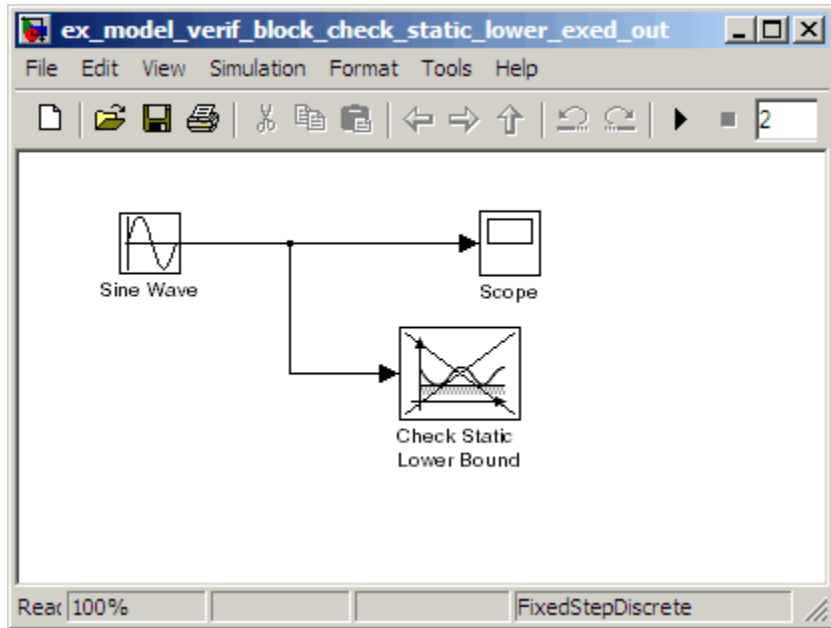 ex_model_verif_block_check_static_lower_exed_out
File Edit View Simulation Format Tools Help
2
Sine Wave
Scope
Check Static
Lower Bound
Reac 100% FixedStepDiscrete